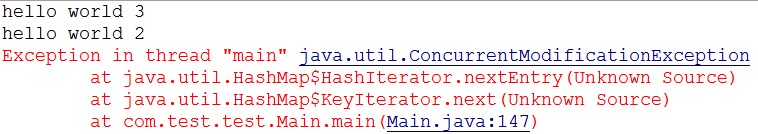 hello world 3
hello world 2
Exception in thread "main" java.util.ConcurrentModificationException
at java.util.HashMap$HashIterator.nextEntry(Unknown Source)
at java.util.HashMap$KeyIterator.next(Unknown Source)
at com.test.test.Main.main(Main.java:147)